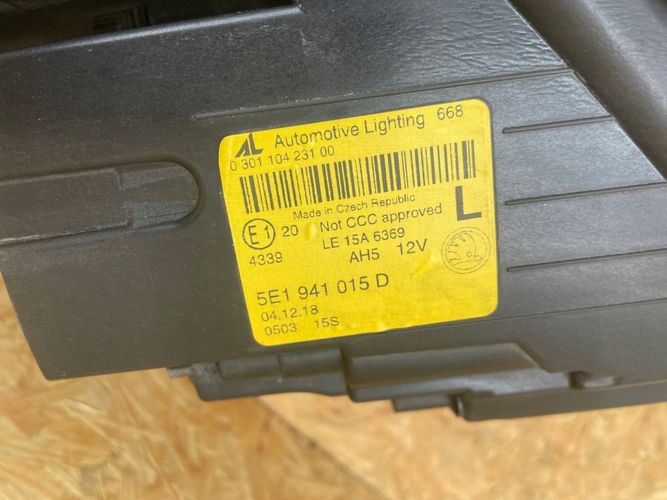 AL Automotive Lighting 668
0 301 104 231 00
Made in Czech Republic
E1 20 Not CCC approved L
LE 15A 6369
4339 AH5 12V
5E1 941 015 D
04.12.18
0503 15S